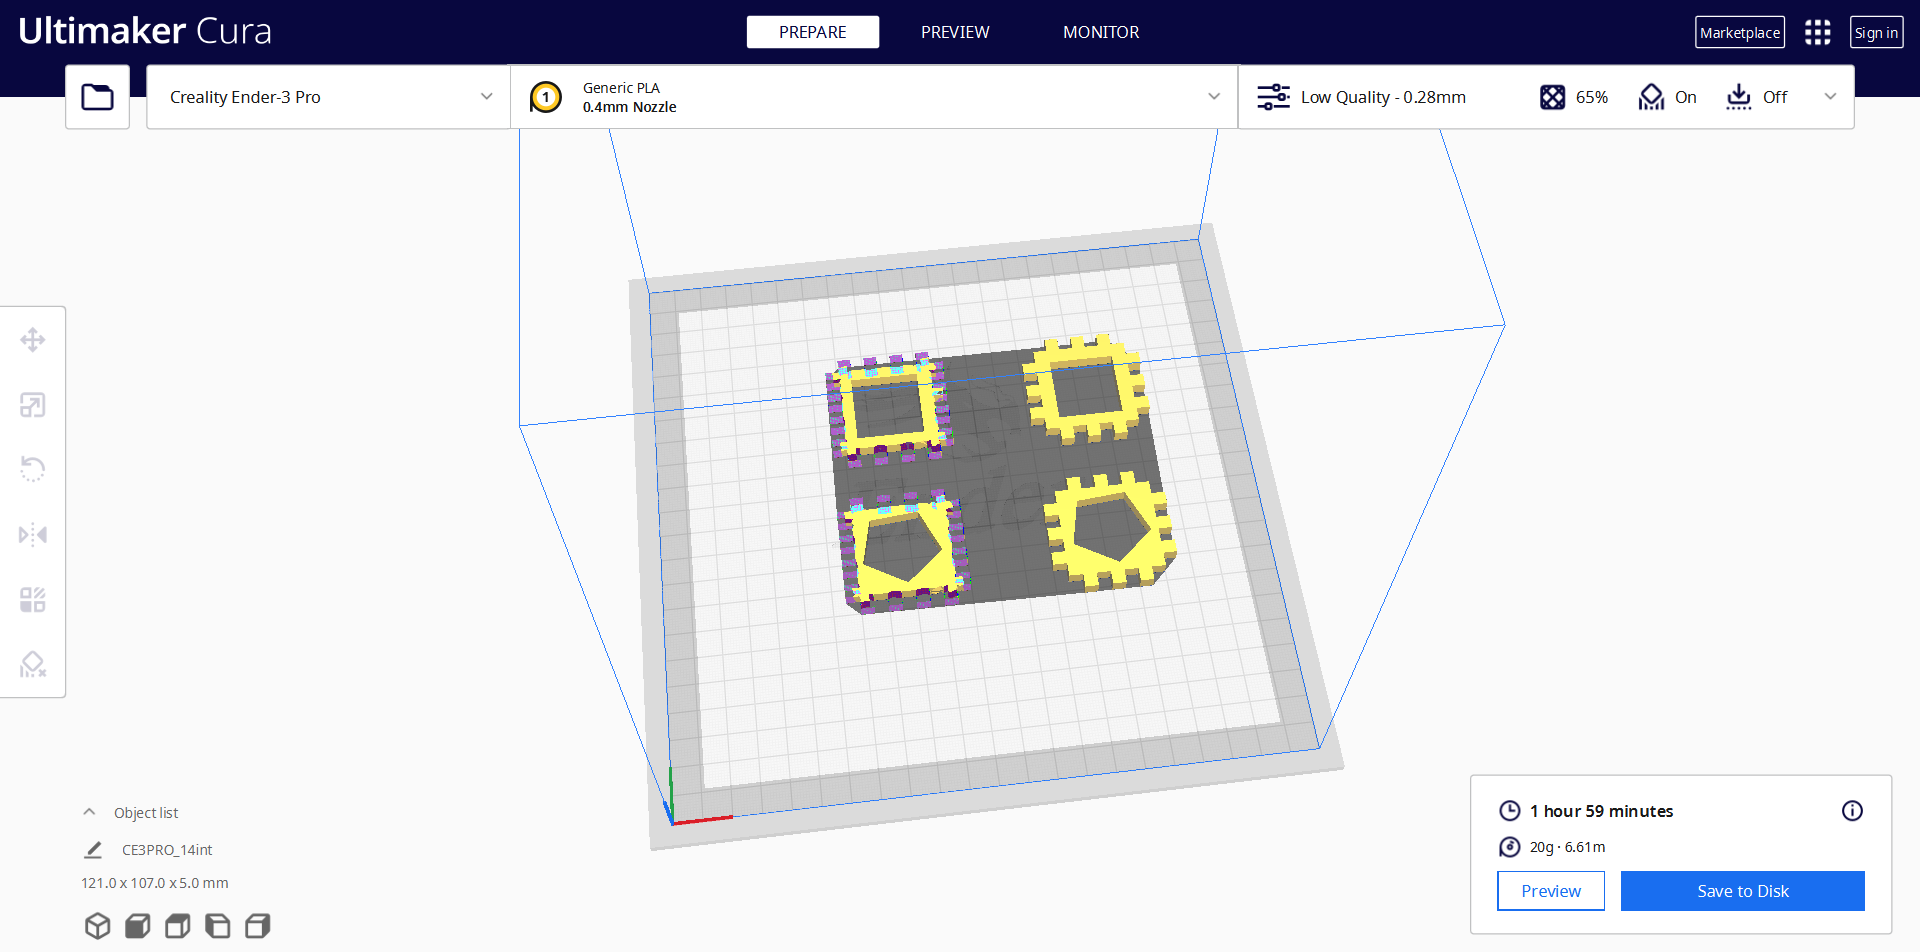 Ultimaker Cura
PREPARE
PREVIEW
MONITOR
Marketplace
Sign in
Creality Ender-3 Pro
1
Generic PLA
0.4mm Nozzle
Low Quality - 0.28mm
65%
On
Off
Object list
CE3PRO_14int
121.0 x 107.0 x 5.0 mm
1 hour 59 minutes
20g · 6.61m
Preview
Save to Disk